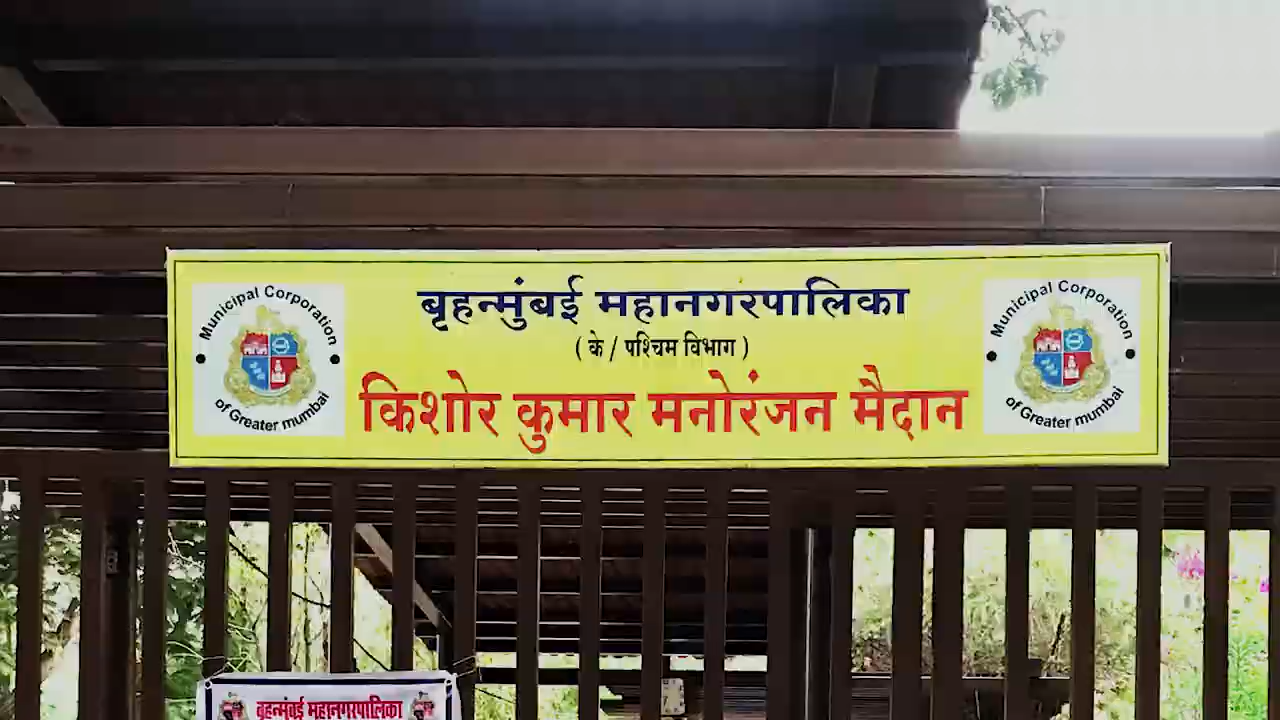 बृहन्मुंबई महानगरपालिका
( के / पश्चिम विभाग )
किशोर कुमार मनोरंजन मैदान
Municipal Corporation
of Greater mumbai
Municipal Corporation
of Greater mumbai
बृहन्मुंबई महानगरपालिका